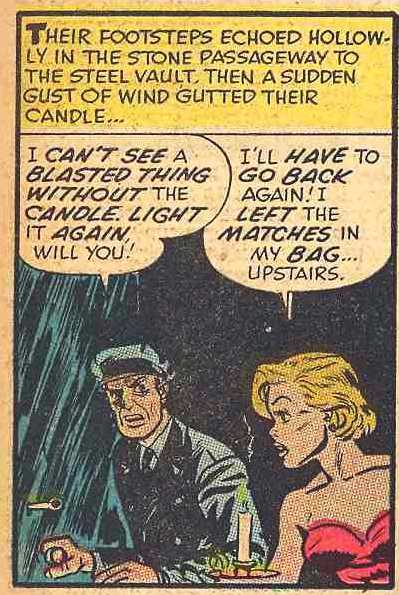 THEIR FOOTSTEPS ECHOED HOLLOW-
LY IN THE STONE PASSAGEWAY TO
THE STEEL VAULT, THEN A SUDDEN
GUST OF WIND GUTTED THEIR
CANDLE...
I CAN'T SEE A
BLASTED THING
WITHOUT THE
CANDLE. LIGHT
IT AGAIN,
WILL YOU!
I'LL HAVE TO
GO BACK
AGAIN! I
LEFT THE
MATCHES IN
MY BAG...
UPSTAIRS.